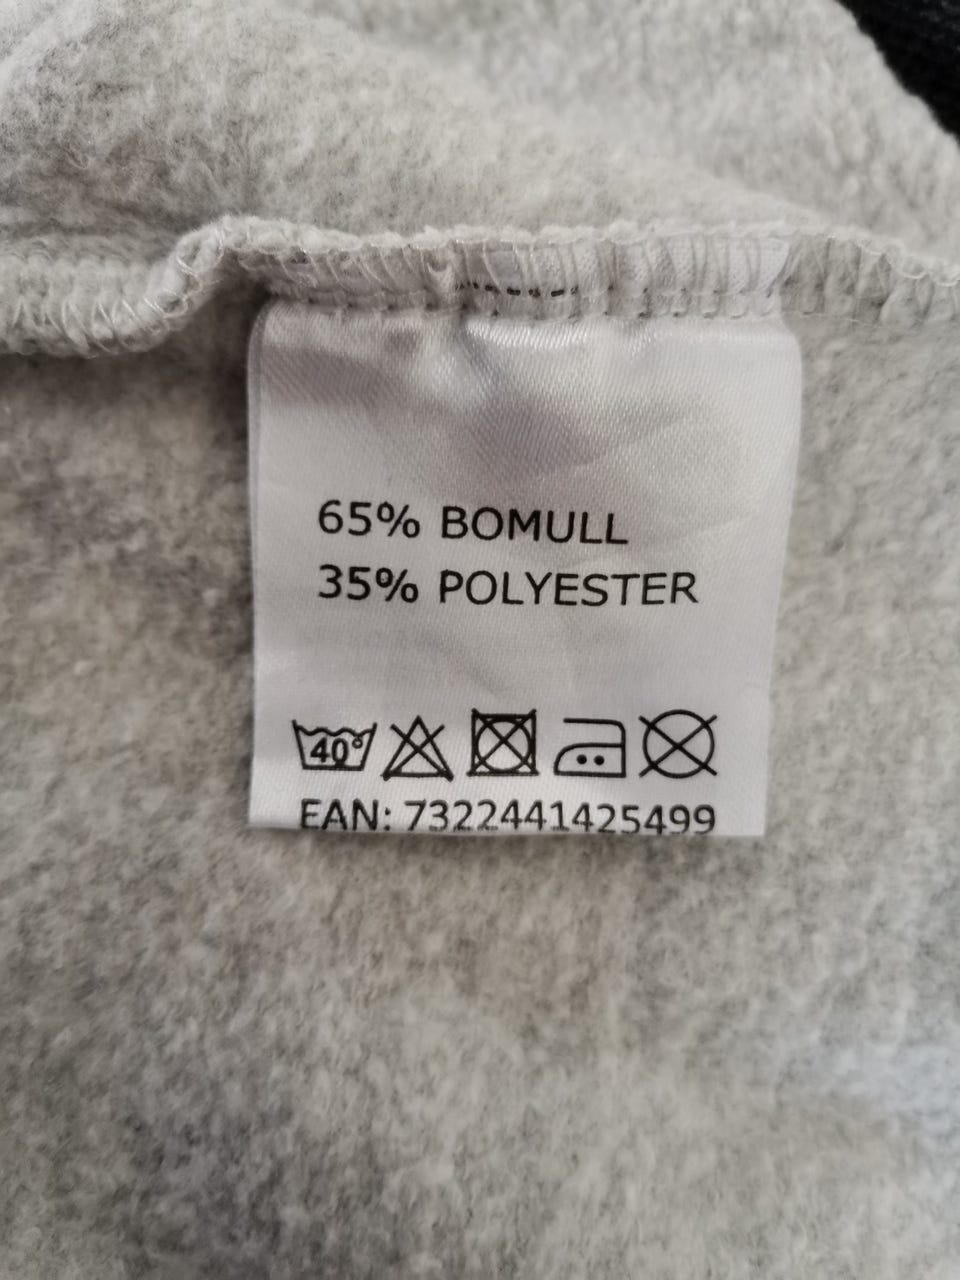 65% BOMULL
35% POLYESTER
40°
EAN: 7322441425499